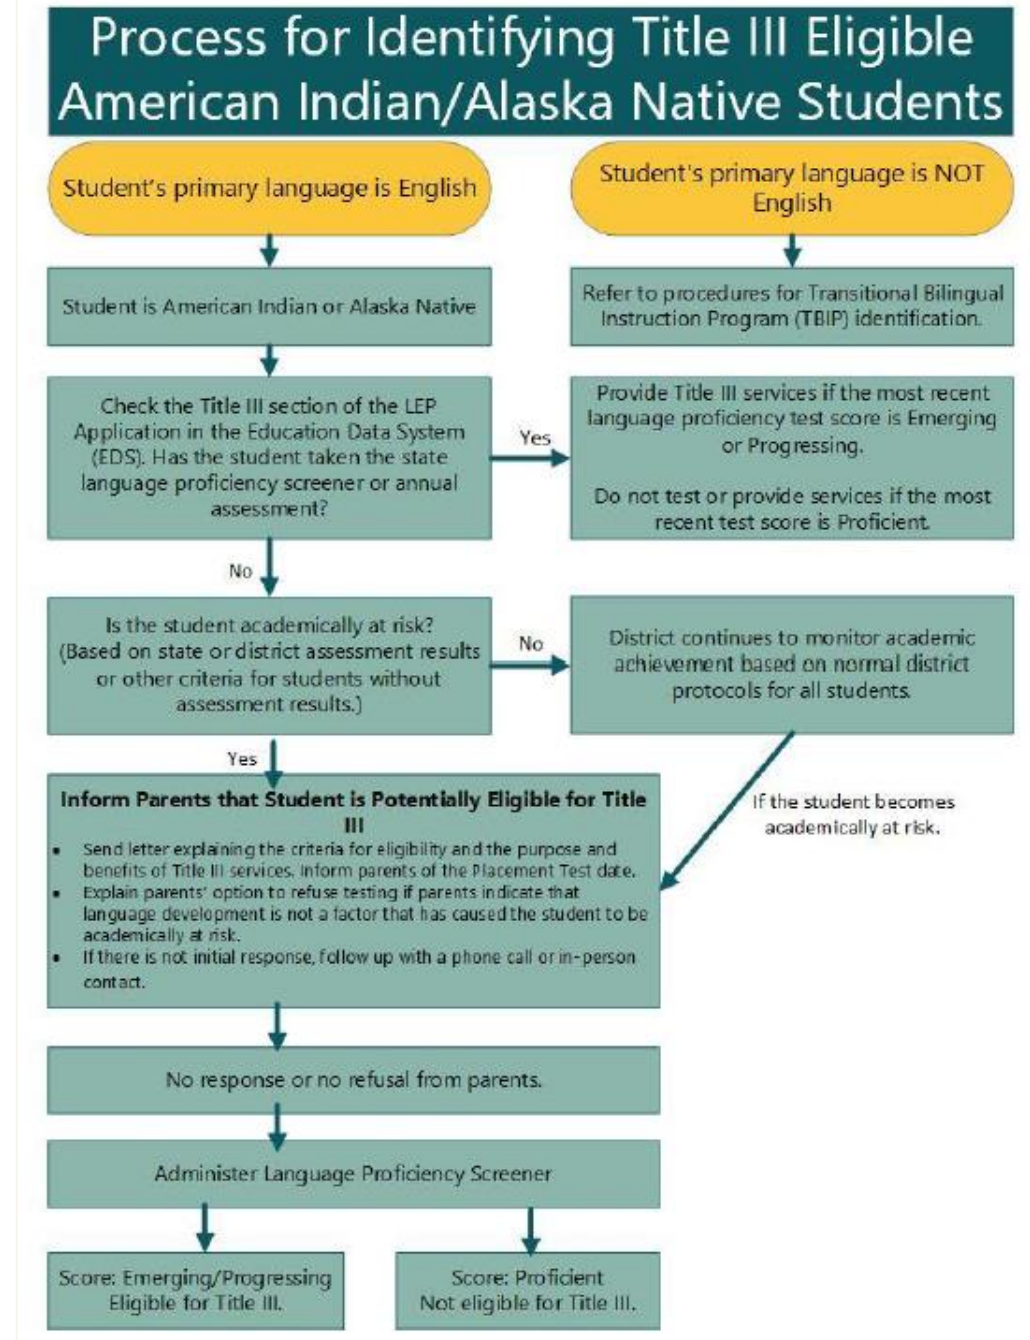 Process for Identifying Title III Eligible
American Indian/Alaska Native Students
Student's primary language is English
Student's primary language is NOT
English
Student is American Indian or Alaska Native
Refer to procedures for Transitional Bilingual
Instruction Program (TBIP) identification.
Check the Title III section of the LEP
Application in the Education Data System
(EDS). Has the student taken the state
language proficiency screener or annual
assessment?
Yes
Provide Title III services if the most recent
language proficiency test score is Emerging
or Progressing.
Do not test or provide services if the most
recent test score is Proficient.
No
Is the student academically at risk?
(Based on state or district assessment results
or other criteria for students without
assessment results.)
No
District continues to monitor academic
achievement based on normal district
protocols for all students.
Yes
If the student becomes
academically at risk.
Inform Parents that Student is Potentially Eligible for Title
III
• Send letter explaining the criteria for eligibility and the purpose and
benefits of Title III services. Inform parents of the Placement Test date.
• Explain parents' option to refuse testing if parents indicate that
language development is not a factor that has caused the student to be
academically at risk.
• If there is not initial response, follow up with a phone call or in-person
contact.
No response or no refusal from parents.
Administer Language Proficiency Screener
Score: Emerging/Progressing
Eligible for Title III.
Score: Proficient
Not eligible for Title III.